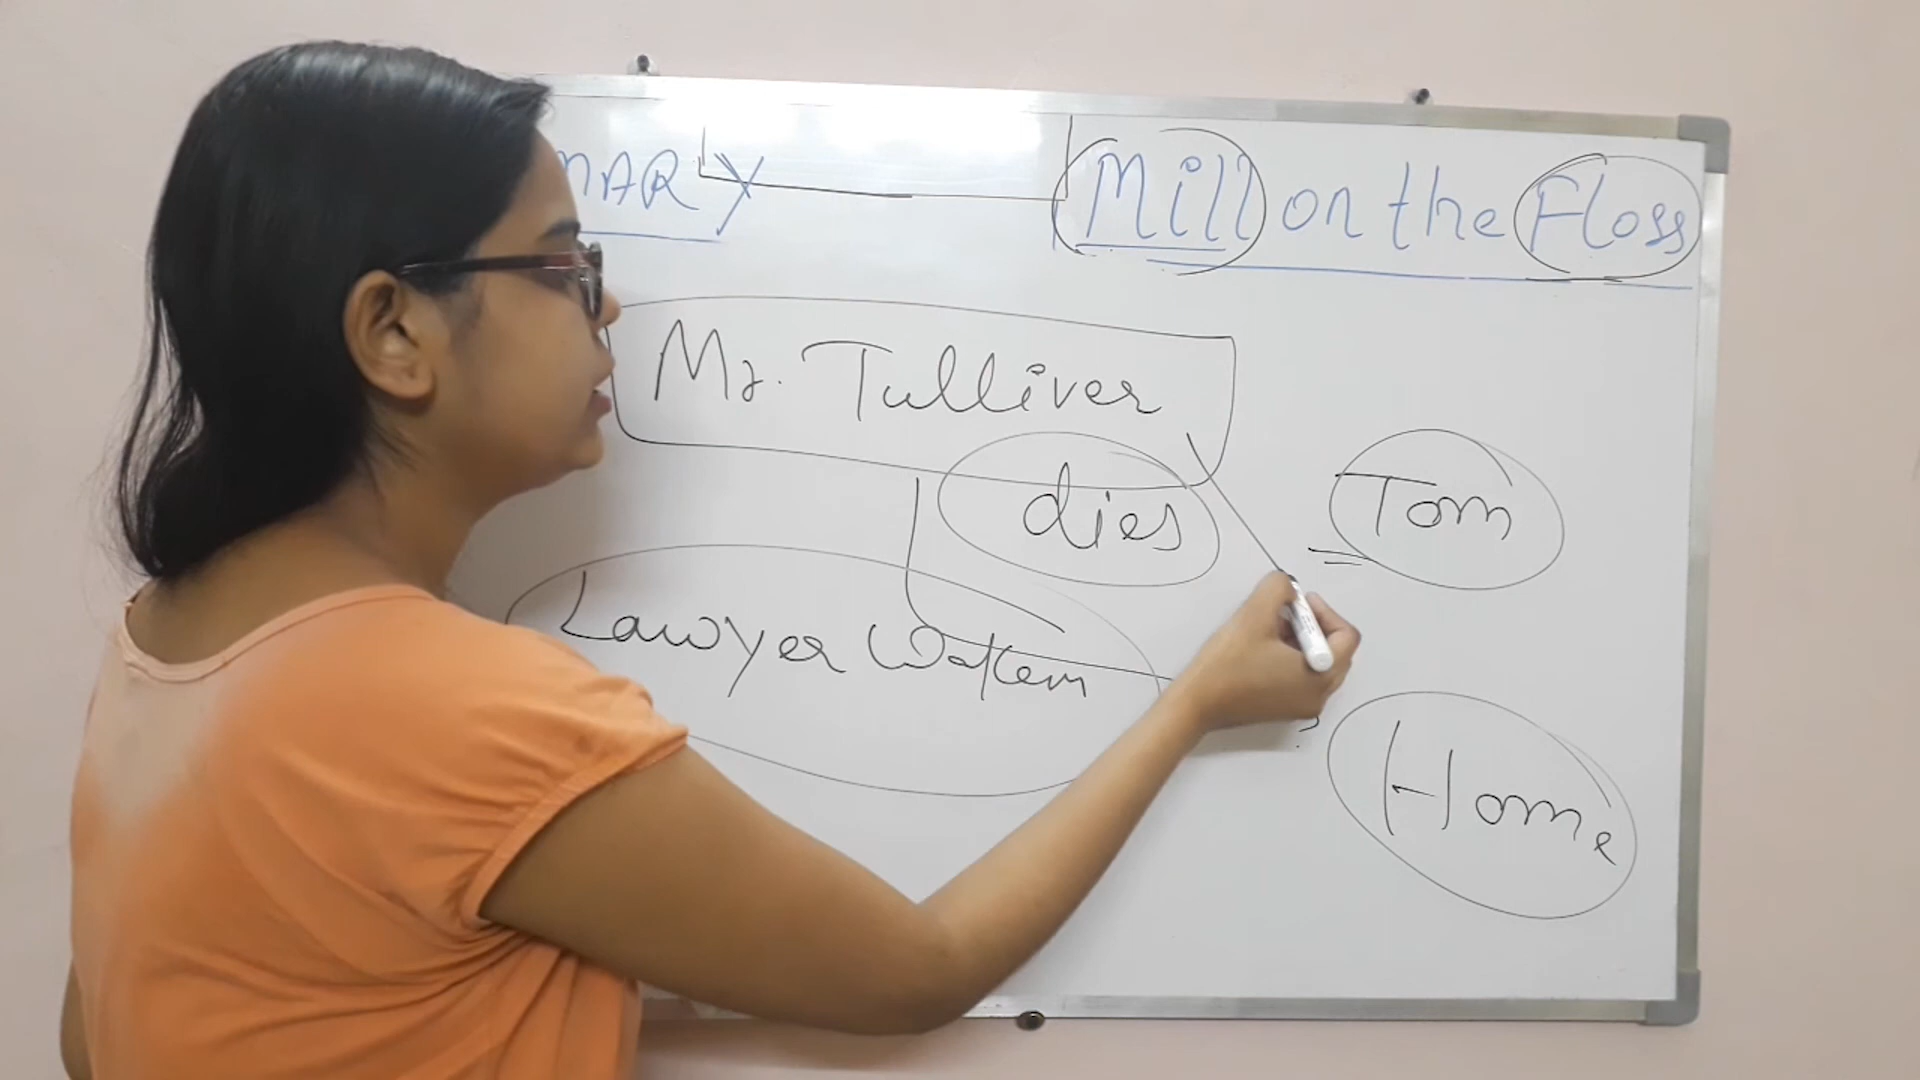 MARY
Mill on the Floss
Mr. Tulliver
dies
Tom
Lawyer Wakem
?
Home